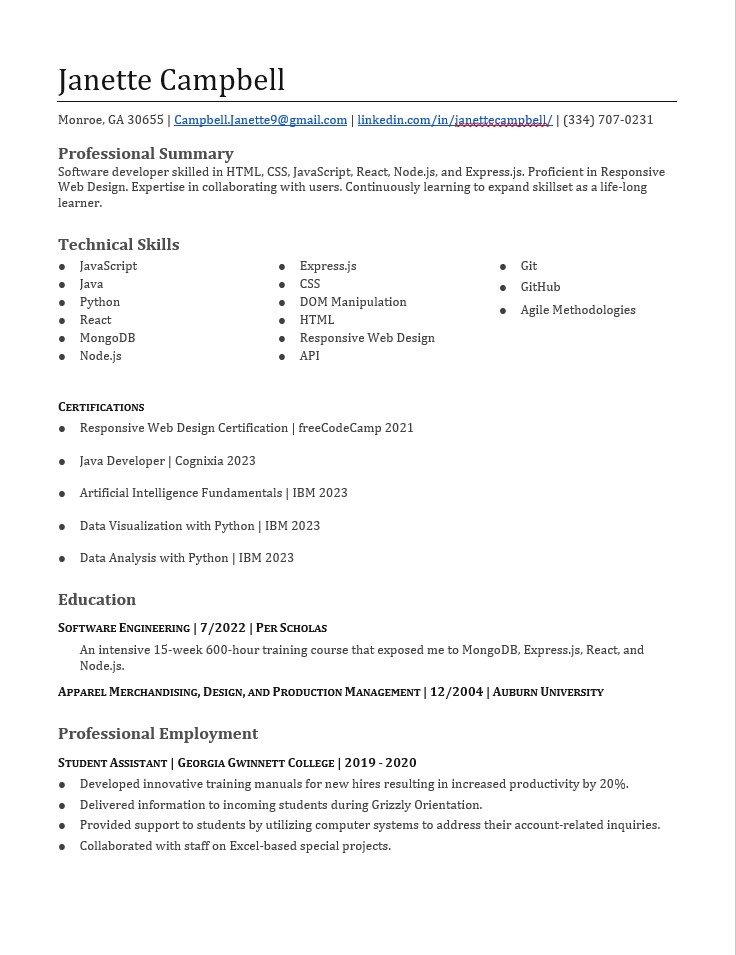 Janette Campbell
Monroe, GA 30655 | Campbell.Janette9@gmail.com | linkedin.com/in/janettecampbell/ | (334) 707-0231
Professional Summary
Software developer skilled in HTML, CSS, JavaScript, React, Node.js, and Express.js. Proficient in Responsive
Web Design. Expertise in collaborating with users. Continuously learning to expand skillset as a life-long
learner.
Technical Skills
● JavaScript
● Java
● Python
● React
● MongoDB
● Node.js
● Express.js
● CSS
● DOM Manipulation
● HTML
● Responsive Web Design
● API
● Git
● GitHub
● Agile Methodologies
CERTIFICATIONS
● Responsive Web Design Certification | freeCodeCamp 2021
● Java Developer | Cognixia 2023
● Artificial Intelligence Fundamentals | IBM 2023
● Data Visualization with Python | IBM 2023
● Data Analysis with Python | IBM 2023
Education
SOFTWARE ENGINEERING | 7/2022 | PER SCHOLAS
An intensive 15-week 600-hour training course that exposed me to MongoDB, Express.js, React, and
Node.js.
APPAREL MERCHANDISING, DESIGN, AND PRODUCTION MANAGEMENT | 12/2004 | AUBURN UNIVERSITY
Professional Employment
STUDENT ASSISTANT | GEORGIA GWINNETT COLLEGE | 2019 - 2020
● Developed innovative training manuals for new hires resulting in increased productivity by 20%.
● Delivered information to incoming students during Grizzly Orientation.
● Provided support to students by utilizing computer systems to address their account-related inquiries.
● Collaborated with staff on Excel-based special projects.